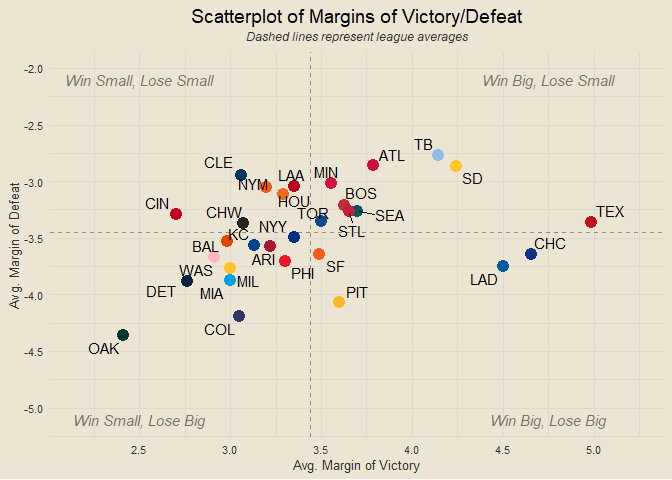 Scatterplot of Margins of Victory/Defeat
Dashed lines represent league averages
Avg. Margin of Defeat
-2.0
Win Small, Lose Small
Win Big, Lose Small
-2.5
TB
ATL
CLE
MIN
LAA
-3.0
NYM
SD
HOU
BOS
CIN
CHW
TOR
SEA
TEX
NYY
STL
KC
-3.5
BAL
CHC
ARI
SF
WAS
PHI
LAD
MIL
DET
MIA
PIT
-4.0
COL
OAK
-4.5
-5.0
Win Small, Lose Big
Win Big, Lose Big
2.5
3.0
3.5
4.0
4.5
5.0
Avg. Margin of Victory